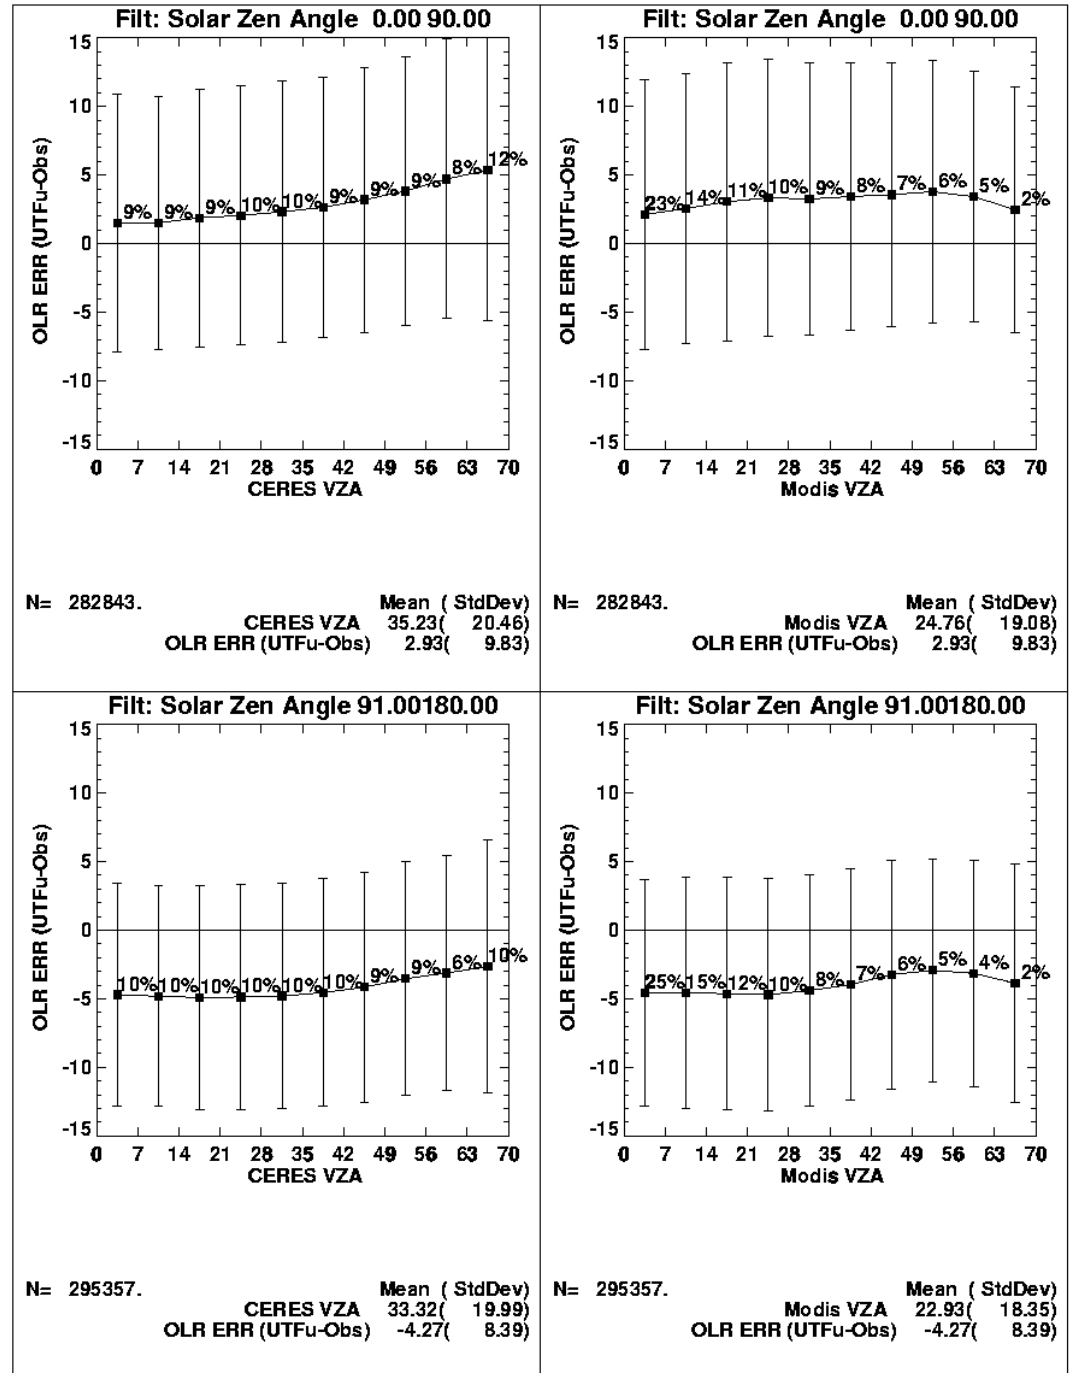 Filt: Solar Zen Angle 0.00 90.00
15
10
5
0
-5
-10
-15
OLR ERR (UTFu-Obs)
9% 9% 9% 10% 10% 9% 9% 9% 8% 12%
0 7 14 21 28 35 42 49 56 63 70
CERES VZA
N= 282843.
Mean ( StdDev)
CERES VZA 35.23( 20.46)
OLR ERR (UTFu-Obs) 2.93( 9.83)
Filt: Solar Zen Angle 0.00 90.00
15
10
5
0
-5
-10
-15
OLR ERR (UTFu-Obs)
23% 14% 11% 10% 9% 8% 7% 6% 5% 2%
0 7 14 21 28 35 42 49 56 63 70
Modis VZA
N= 282843.
Mean ( StdDev)
Modis VZA 24.76( 19.08)
OLR ERR (UTFu-Obs) 2.93( 9.83)
Filt: Solar Zen Angle 91.00180.00
15
10
5
0
-5
-10
-15
OLR ERR (UTFu-Obs)
10% 10% 10% 10% 10% 10% 9% 9% 6% 10%
0 7 14 21 28 35 42 49 56 63 70
CERES VZA
N= 295357.
Mean ( StdDev)
CERES VZA 33.32( 19.99)
OLR ERR (UTFu-Obs) -4.27( 8.39)
Filt: Solar Zen Angle 91.00180.00
15
10
5
0
-5
-10
-15
OLR ERR (UTFu-Obs)
25% 15% 12% 10% 8% 7% 6% 5% 4% 2%
0 7 14 21 28 35 42 49 56 63 70
Modis VZA
N= 295357.
Mean ( StdDev)
Modis VZA 22.93( 18.35)
OLR ERR (UTFu-Obs) -4.27( 8.39)